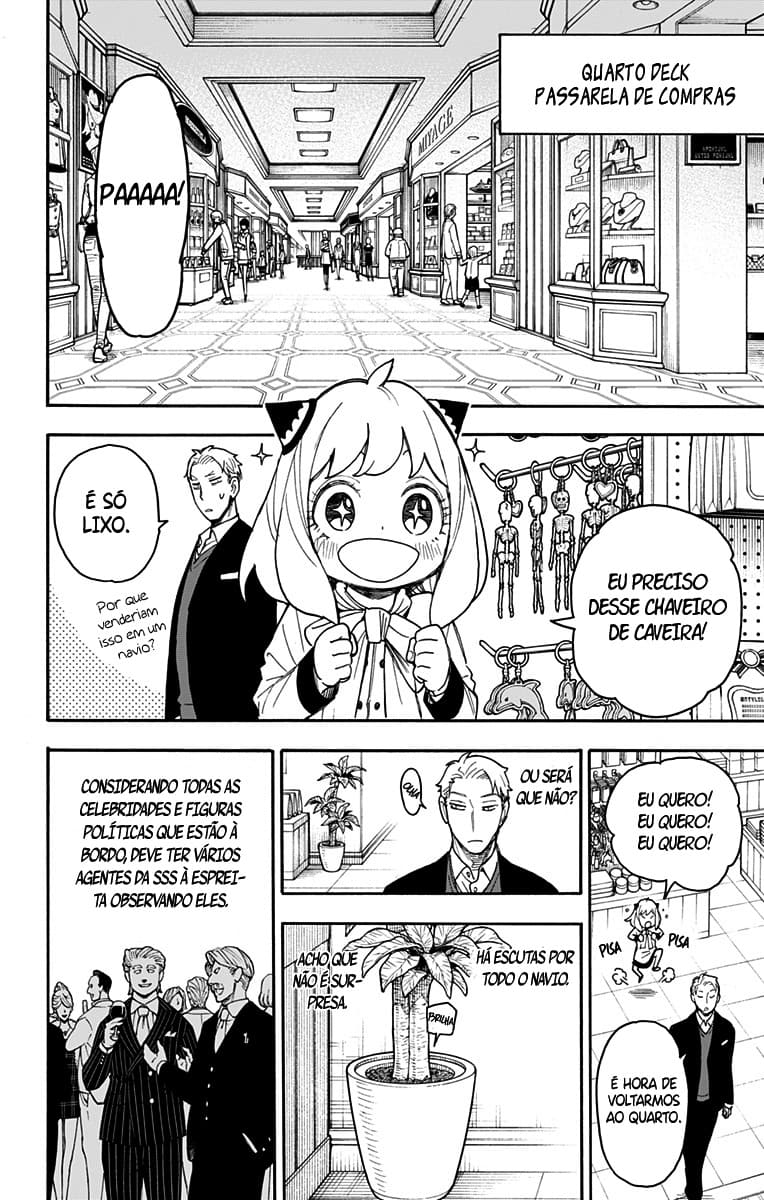 QUARTO DECK
PASSARELA DE COMPRAS
PAAAAA!
MIYAGE
EU PRECISO
DESSE CHAVEIRO
DE CAVEIRA!
É SÓ
LIXO.
Por que
venderiam
isso em um
navio?
EU QUERO!
EU QUERO!
EU QUERO!
PISA
PISA
É HORA DE
VOLTARMOS
AO QUARTO.
OU SERÁ
QUE NÃO?
OLHA
HÁ ESCUTAS POR
TODO O NAVIO.
ACHO QUE
NÃO É SUR-
PRESA.
BRILHA
CONSIDERANDO TODAS AS
CELEBRIDADES E FIGURAS
POLÍTICAS QUE ESTÃO À
BORDO, DEVE TER VÁRIOS
AGENTES DA SSS À ESPREI-
TA OBSERVANDO ELES.